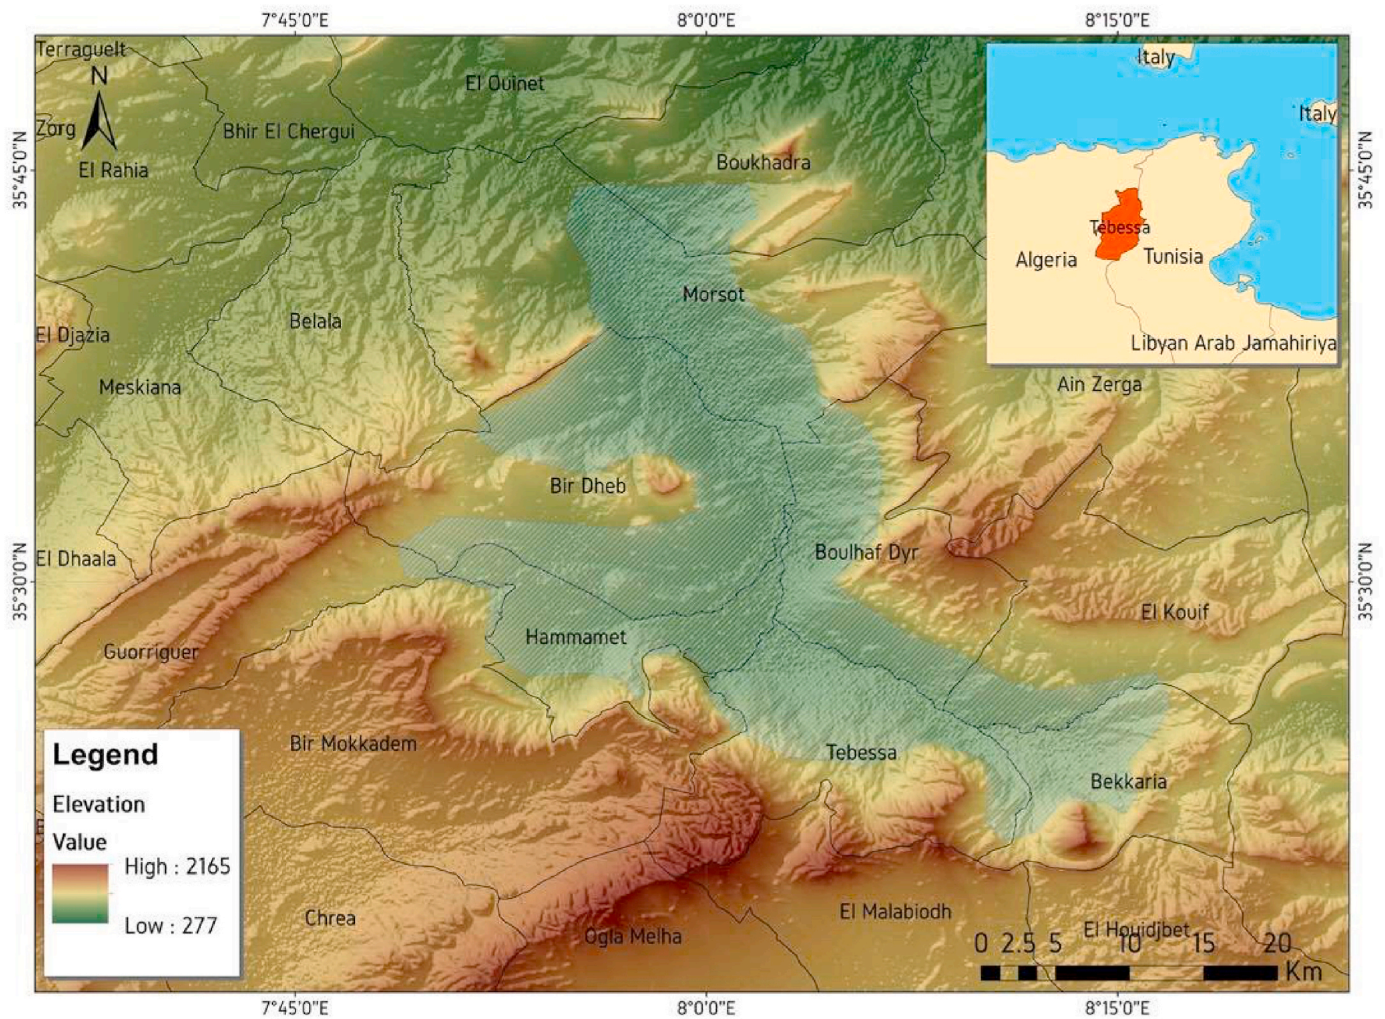 7°45'0"E 8°0'0"E 8°15'0"E
Terraguelt
N
El Ouinet
Zorg
Bhir El Chergui
El Rahia
Boukhadra
35°45'0"N
35°45'0"N
Italy
Italy
Tebessa
Algeria
Tunisia
Libyan Arab Jamahiriya
Morsot
Belala
El Djazia
Meskiana
Ain Zerga
Bir Dheb
El Dhaala
Boulhaf Dyr
35°30'0"N
35°30'0"N
El Kouif
Hammamet
Guorriguer
Bir Mokkadem
Tebessa
Bekkaria
Legend
Elevation
Value
High : 2165
Low : 277
Chrea
Ogla Melha
El Malabiodh
El Houidjbet
0 2.5 5 10 15 20
Km
7°45'0"E 8°0'0"E 8°15'0"E